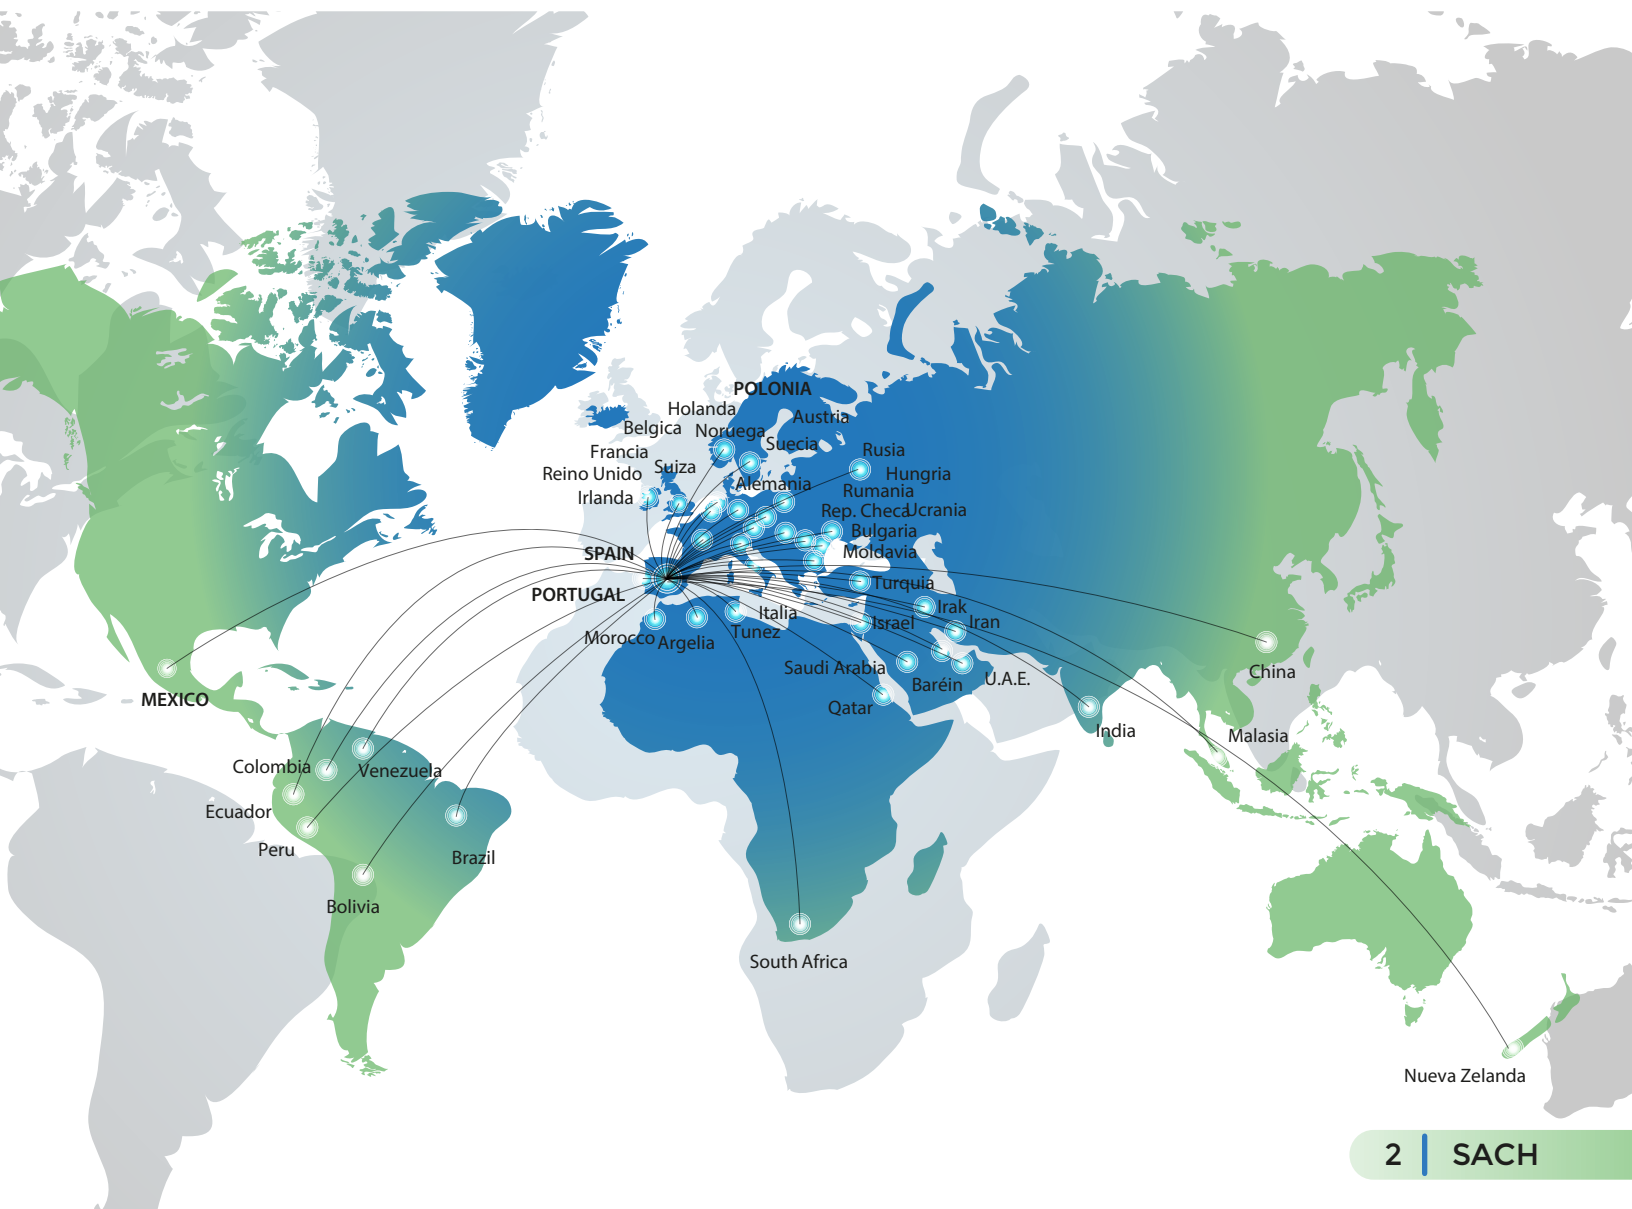 POLONIA
Holanda
Austria
Belgica
Noruega
Suecia
Francia
Rusia
Suiza
Reino Unido
Hungria
Alemania
Rumania
Irlanda
Rep. Checa
Ucrania
Bulgaria
SPAIN
Moldavia
Turquia
PORTUGAL
Irak
Italia
Israel
Iran
Tunez
Morocco
Argelia
Saudi Arabia
China
U.A.E.
Baréin
MEXICO
Qatar
India
Malasia
Colombia
Venezuela
Ecuador
Peru
Brazil
Bolivia
South Africa
Nueva Zelanda
2 | SACH